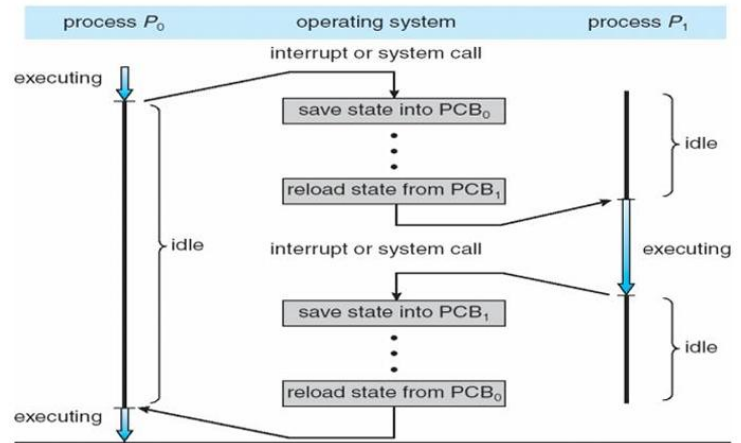 process P₀ operating system process P₁
interrupt or system call
executing
save state into PCB₀
idle
reload state from PCB₁
idle
interrupt or system call
executing
save state into PCB₁
idle
reload state from PCB₀
executing